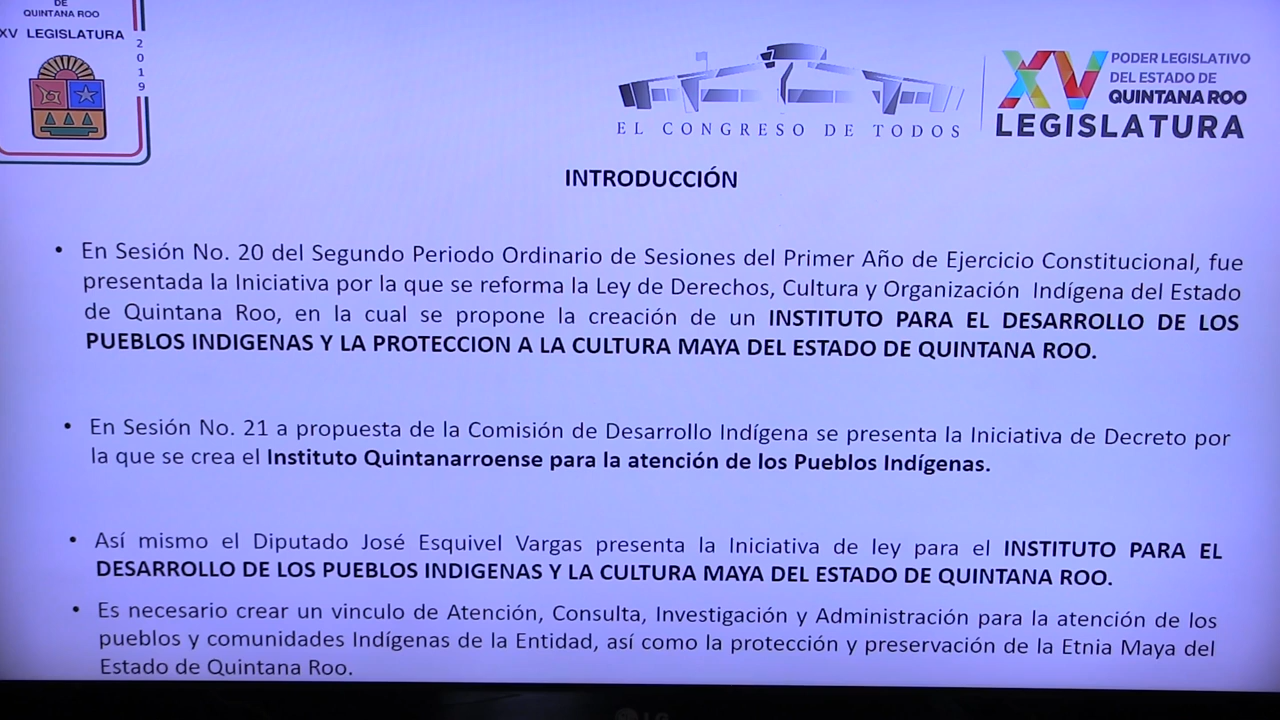 DE
QUINTANA ROO
XV LEGISLATURA
2019
EL CONGRESO DE TODOS
XV
PODER LEGISLATIVO
DEL ESTADO DE
QUINTANA ROO
LEGISLATURA
INTRODUCCIÓN
• En Sesión No. 20 del Segundo Periodo Ordinario de Sesiones del Primer Año de Ejercicio Constitucional, fue
presentada la Iniciativa por la que se reforma la Ley de Derechos, Cultura y Organización Indígena del Estado
de Quintana Roo, en la cual se propone la creación de un INSTITUTO PARA EL DESARROLLO DE LOS
PUEBLOS INDIGENAS Y LA PROTECCION A LA CULTURA MAYA DEL ESTADO DE QUINTANA ROO.
• En Sesión No. 21 a propuesta de la Comisión de Desarrollo Indígena se presenta la Iniciativa de Decreto por
la que se crea el Instituto Quintanarroense para la atención de los Pueblos Indígenas.
• Así mismo el Diputado José Esquivel Vargas presenta la Iniciativa de ley para el INSTITUTO PARA EL
DESARROLLO DE LOS PUEBLOS INDIGENAS Y LA CULTURA MAYA DEL ESTADO DE QUINTANA ROO.
• Es necesario crear un vinculo de Atención, Consulta, Investigación y Administración para la atención de los
pueblos y comunidades Indígenas de la Entidad, así como la protección y preservación de la Etnia Maya del
Estado de Quintana Roo.
LG